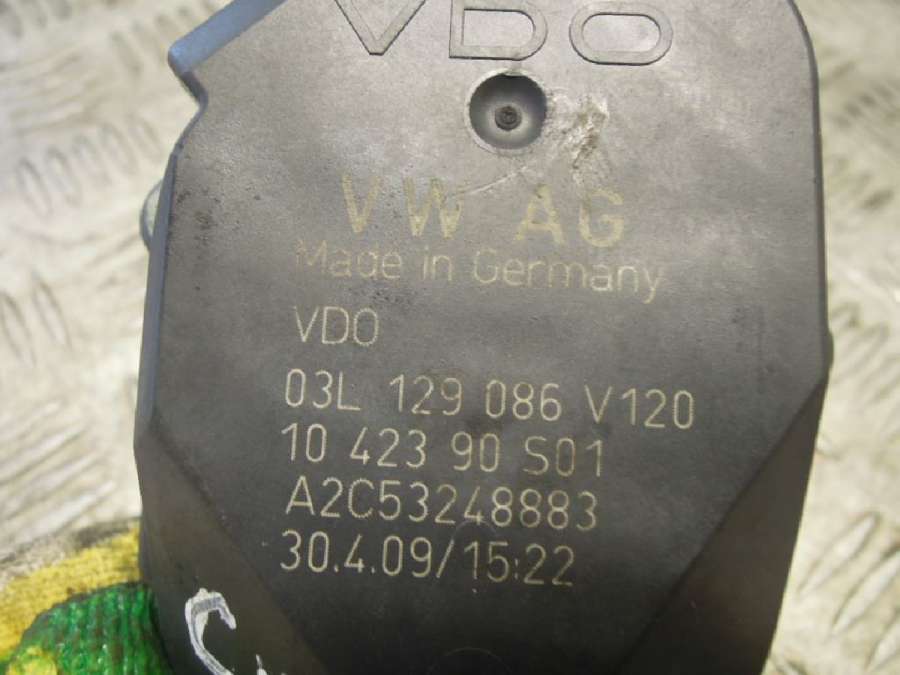 VDO
VW AG
Made in Germany
VDO
03L 129 086 V120
10 423 90 S01
A2C53248883
30.4.09/15:22